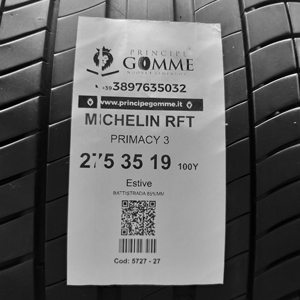 PRINCIPE
GOMME
+39 3897635032
www.principegomme.it
MICHELIN RFT
PRIMACY 3
275 35 19 100Y
Estive
BATTISTRADA
Cod: 5727 - 27